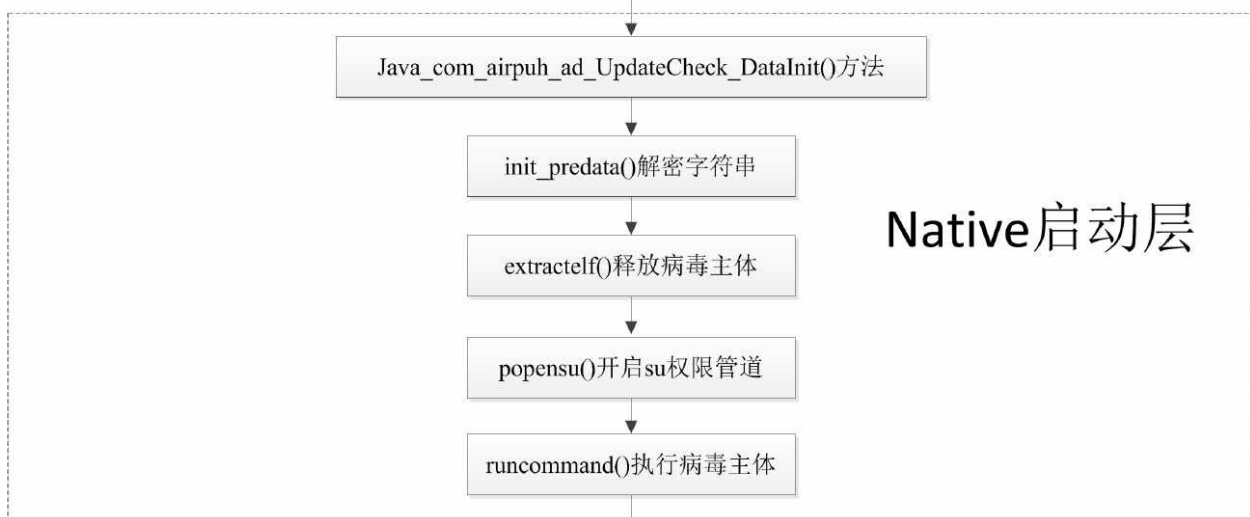 Java_com_airpuh_ad_UpdateCheck_DataInit()方法
init_predata()解密字符串
Native启动层
extractelf()释放病毒主体
popensu()开启su权限管道
runcommand()执行病毒主体